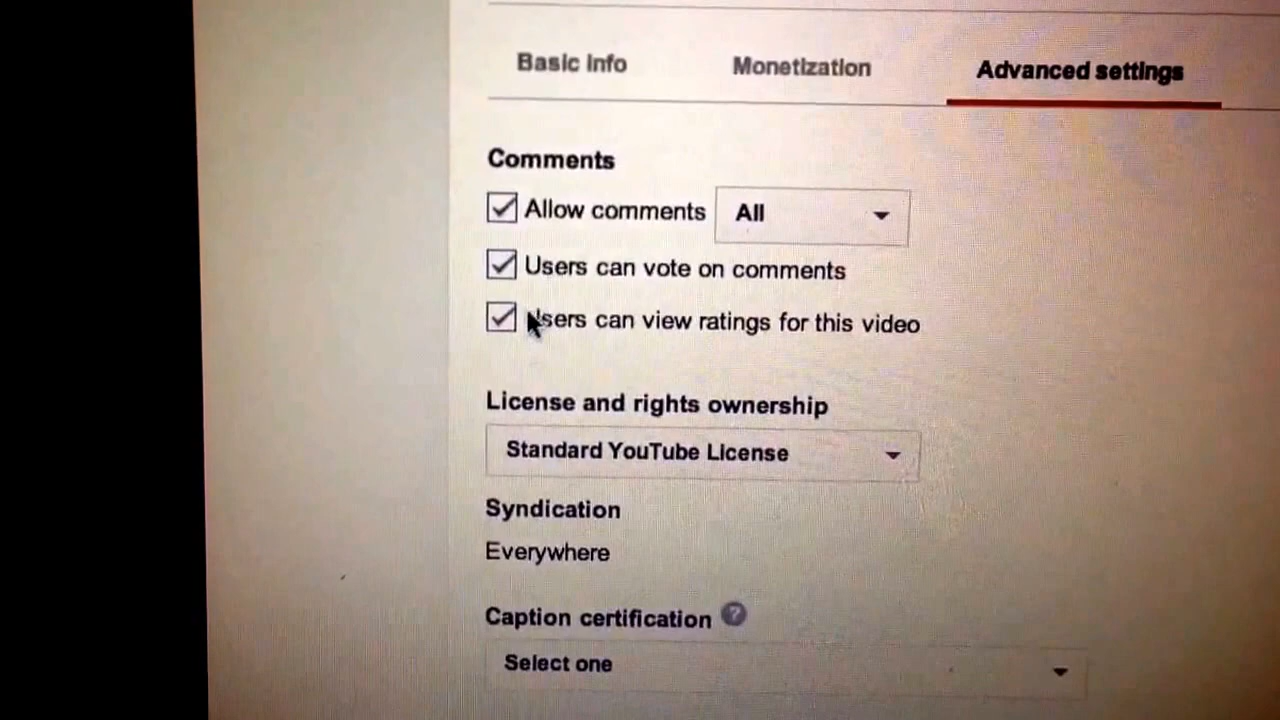 Basic info Monetization Advanced settings
Comments
Allow comments All
Users can vote on comments
Users can view ratings for this video
License and rights ownership
Standard YouTube License
Syndication
Everywhere
Caption certification ?
Select one